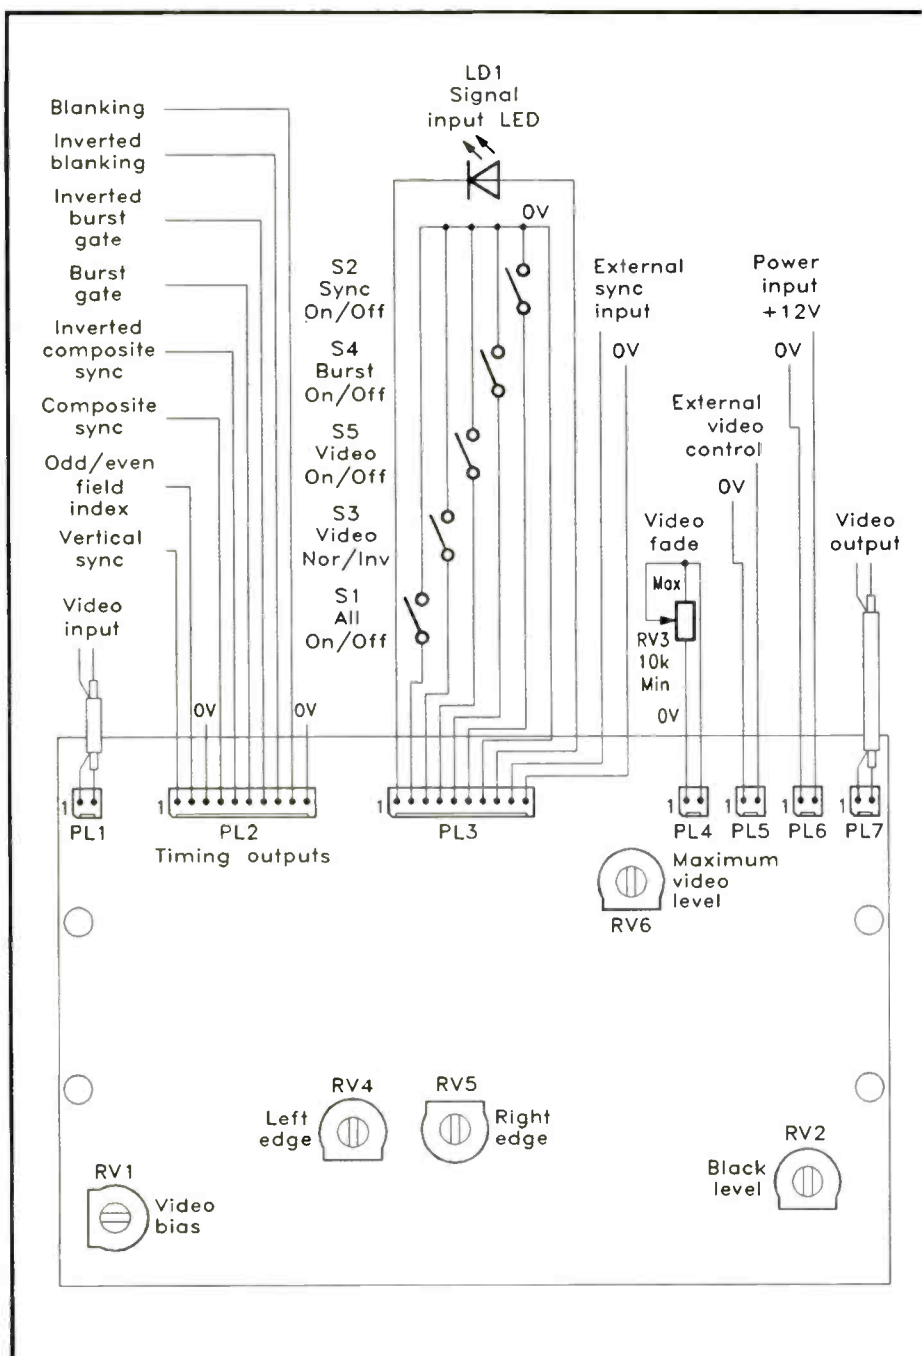 LD1
Signal
input LED
Blanking
Inverted
blanking
Inverted
burst
gate
Burst
gate
Inverted
composite
sync
Composite
sync
Odd/even
field
index
Vertical
sync
Video
input
0V
0V
0V
S2
Sync
On/Off
S4
Burst
On/Off
S5
Video
On/Off
S3
Video
Nor/Inv
S1
All
On/Off
External
sync
input
0V
Power
input
+12V
0V
External
video
control
0V
Video
fade
Max
RV3
10k
Min
0V
Video
output
1
PL1
1
PL2
Timing outputs
1
PL3
1
PL4
1
PL5
1
PL6
1
PL7
Maximum
video
level
RV6
RV4
Left
edge
RV5
Right
edge
RV2
Black
level
RV1
Video
bias